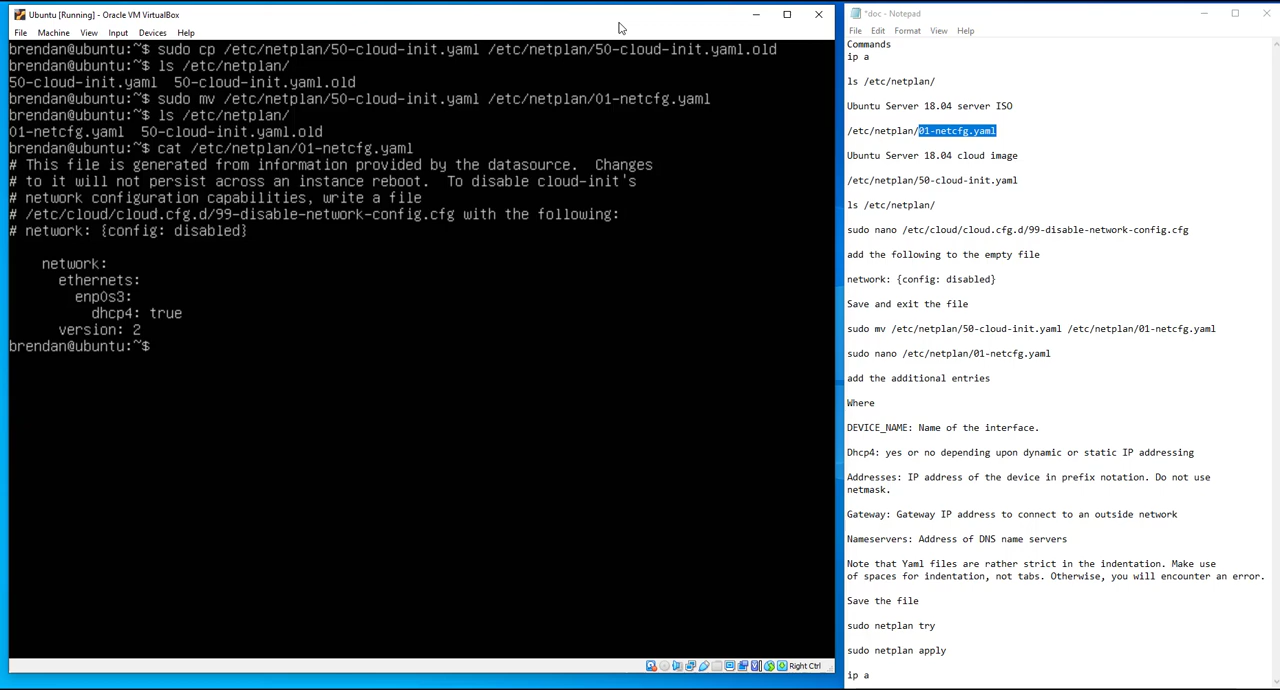 Ubuntu [Running] - Oracle VM VirtualBox
File Machine View Input Devices Help
brendan@ubuntu:~$ sudo cp /etc/netplan/50-cloud-init.yaml /etc/netplan/50-cloud-init.yaml.old
brendan@ubuntu:~$ ls /etc/netplan/
50-cloud-init.yaml  50-cloud-init.yaml.old
brendan@ubuntu:~$ sudo mv /etc/netplan/50-cloud-init.yaml /etc/netplan/01-netcfg.yaml
brendan@ubuntu:~$ ls /etc/netplan/
01-netcfg.yaml  50-cloud-init.yaml.old
brendan@ubuntu:~$ cat /etc/netplan/01-netcfg.yaml
# This file is generated from information provided by the datasource.  Changes
# to it will not persist across an instance reboot.  To disable cloud-init's
# network configuration capabilities, write a file
# /etc/cloud/cloud.cfg.d/99-disable-network-config.cfg with the following:
# network: {config: disabled}
    network:
      ethernets:
        enp0s3:
          dhcp4: true
      version: 2
brendan@ubuntu:~$
Right Ctrl
*doc - Notepad
File Edit Format View Help
Commands
ip a
ls /etc/netplan/
Ubuntu Server 18.04 server ISO
/etc/netplan/01-netcfg.yaml
Ubuntu Server 18.04 cloud image
/etc/netplan/50-cloud-init.yaml
ls /etc/netplan/
sudo nano /etc/cloud/cloud.cfg.d/99-disable-network-config.cfg
add the following to the empty file
network: {config: disabled}
Save and exit the file
sudo mv /etc/netplan/50-cloud-init.yaml /etc/netplan/01-netcfg.yaml
sudo nano /etc/netplan/01-netcfg.yaml
add the additional entries
Where
DEVICE_NAME: Name of the interface.
Dhcp4: yes or no depending upon dynamic or static IP addressing
Addresses: IP address of the device in prefix notation. Do not use
netmask.
Gateway: Gateway IP address to connect to an outside network
Nameservers: Address of DNS name servers
Note that Yaml files are rather strict in the indentation. Make use
of spaces for indentation, not tabs. Otherwise, you will encounter an error.
Save the file
sudo netplan try
sudo netplan apply
ip a